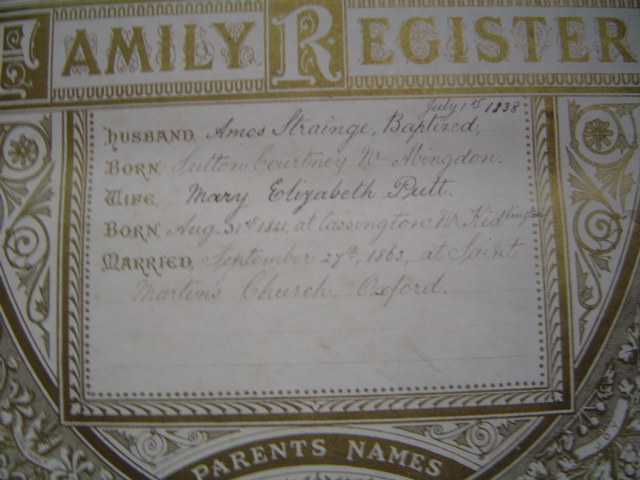 FAMILY REGISTER
July 1st 1838
HUSBAND Amos Strainge, Baptized,
BORN Sutton Courtney Nr. Abingdon.
WIFE Mary Elizabeth Putt.
BORN Aug. 31st 1841, at Cassington Nr. Kidlington
MARRIED September 27th, 1863, at Saint
Martin's Church. Oxford.
PARENTS NAMES